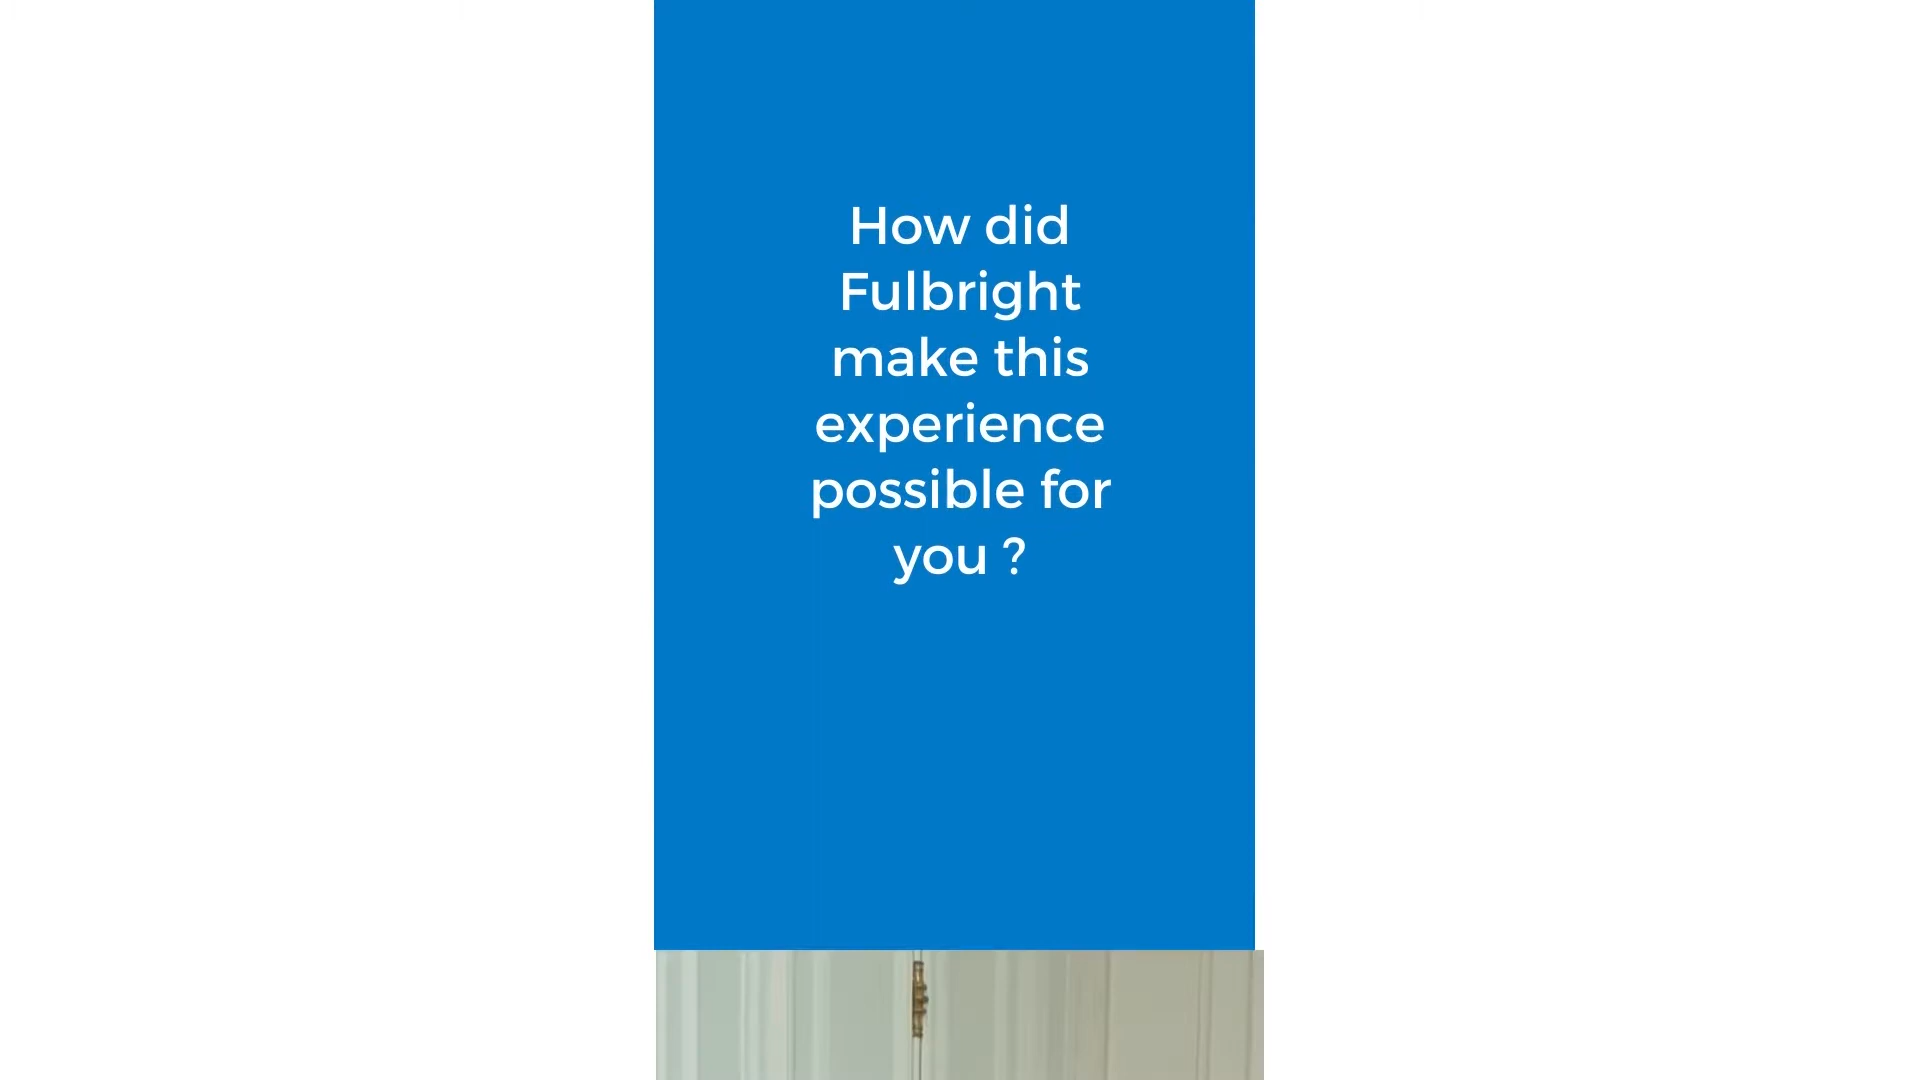 How did
Fulbright
make this
experience
possible for
you ?